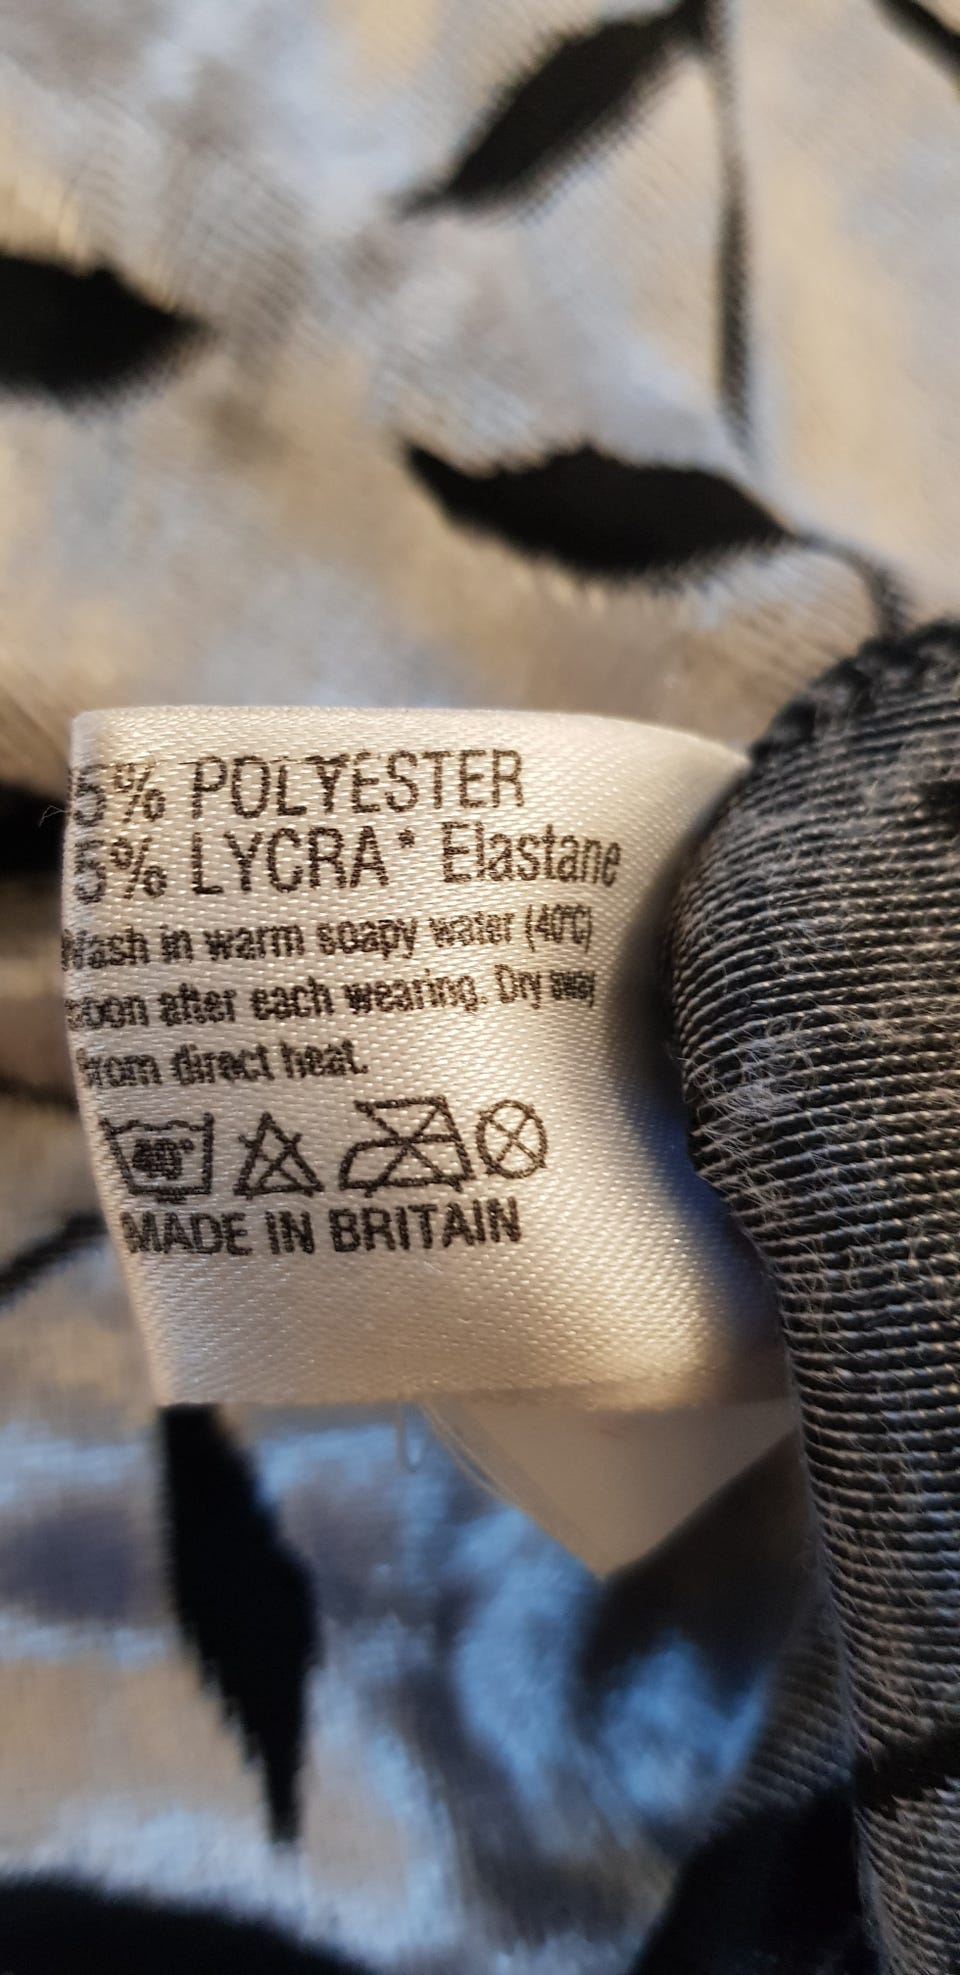 5% POLYESTER
5% LYCRA* Elastane
Wash in warm soapy water (40°C)
soon after each wearing. Dry away
from direct heat.
40°
MADE IN BRITAIN